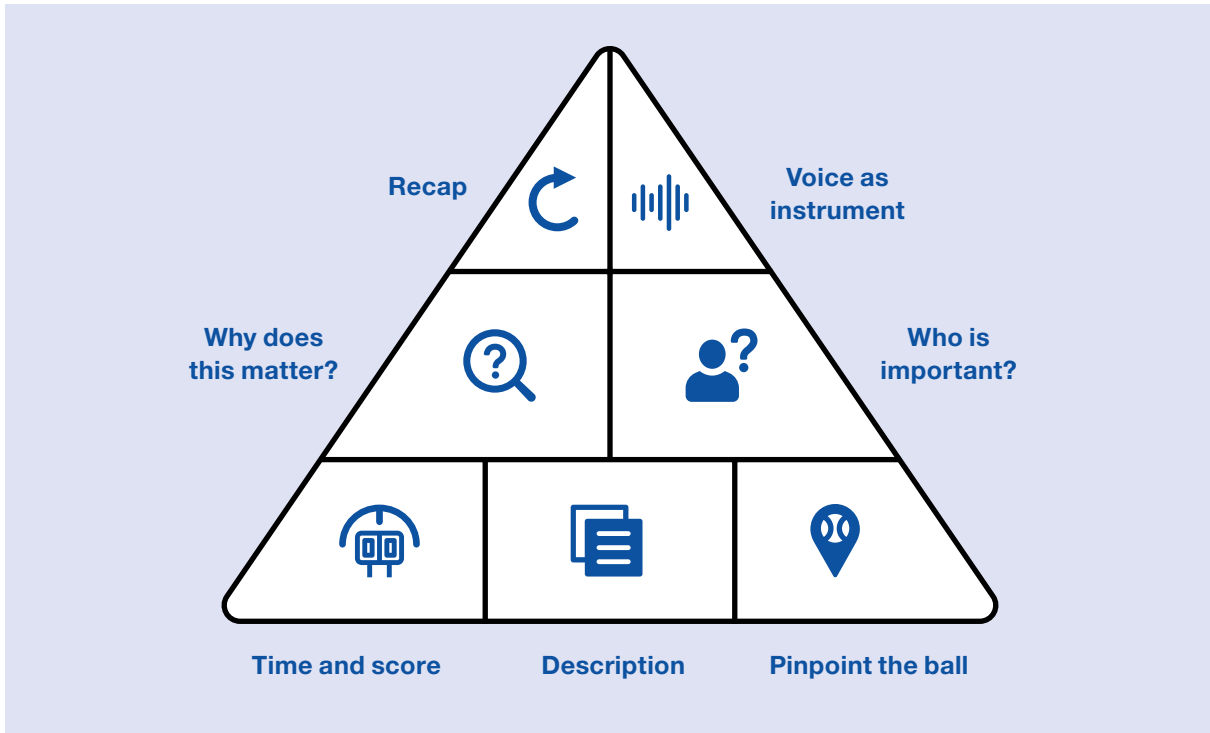 Recap
Voice as
instrument
Why does
this matter?
Who is
important?
Time and score
Description
Pinpoint the ball